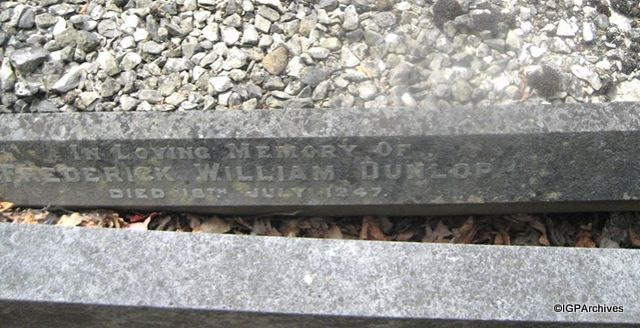 In Loving Memory Of
Frederick William Dunlop
Died 18th July 1947.
©IGPArchives